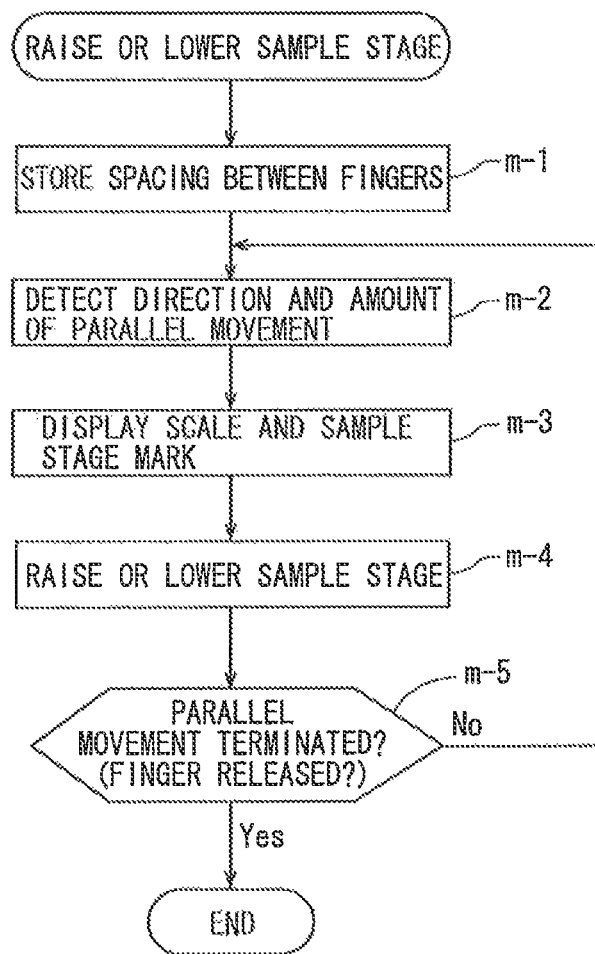 RAISE OR LOWER SAMPLE STAGE
STORE SPACING BETWEEN FINGERS
m-1
DETECT DIRECTION AND AMOUNT
OF PARALLEL MOVEMENT
m-2
DISPLAY SCALE AND SAMPLE
STAGE MARK
m-3
RAISE OR LOWER SAMPLE STAGE
m-4
m-5
PARALLEL
MOVEMENT TERMINATED?
(FINGER RELEASED?)
No
Yes
END